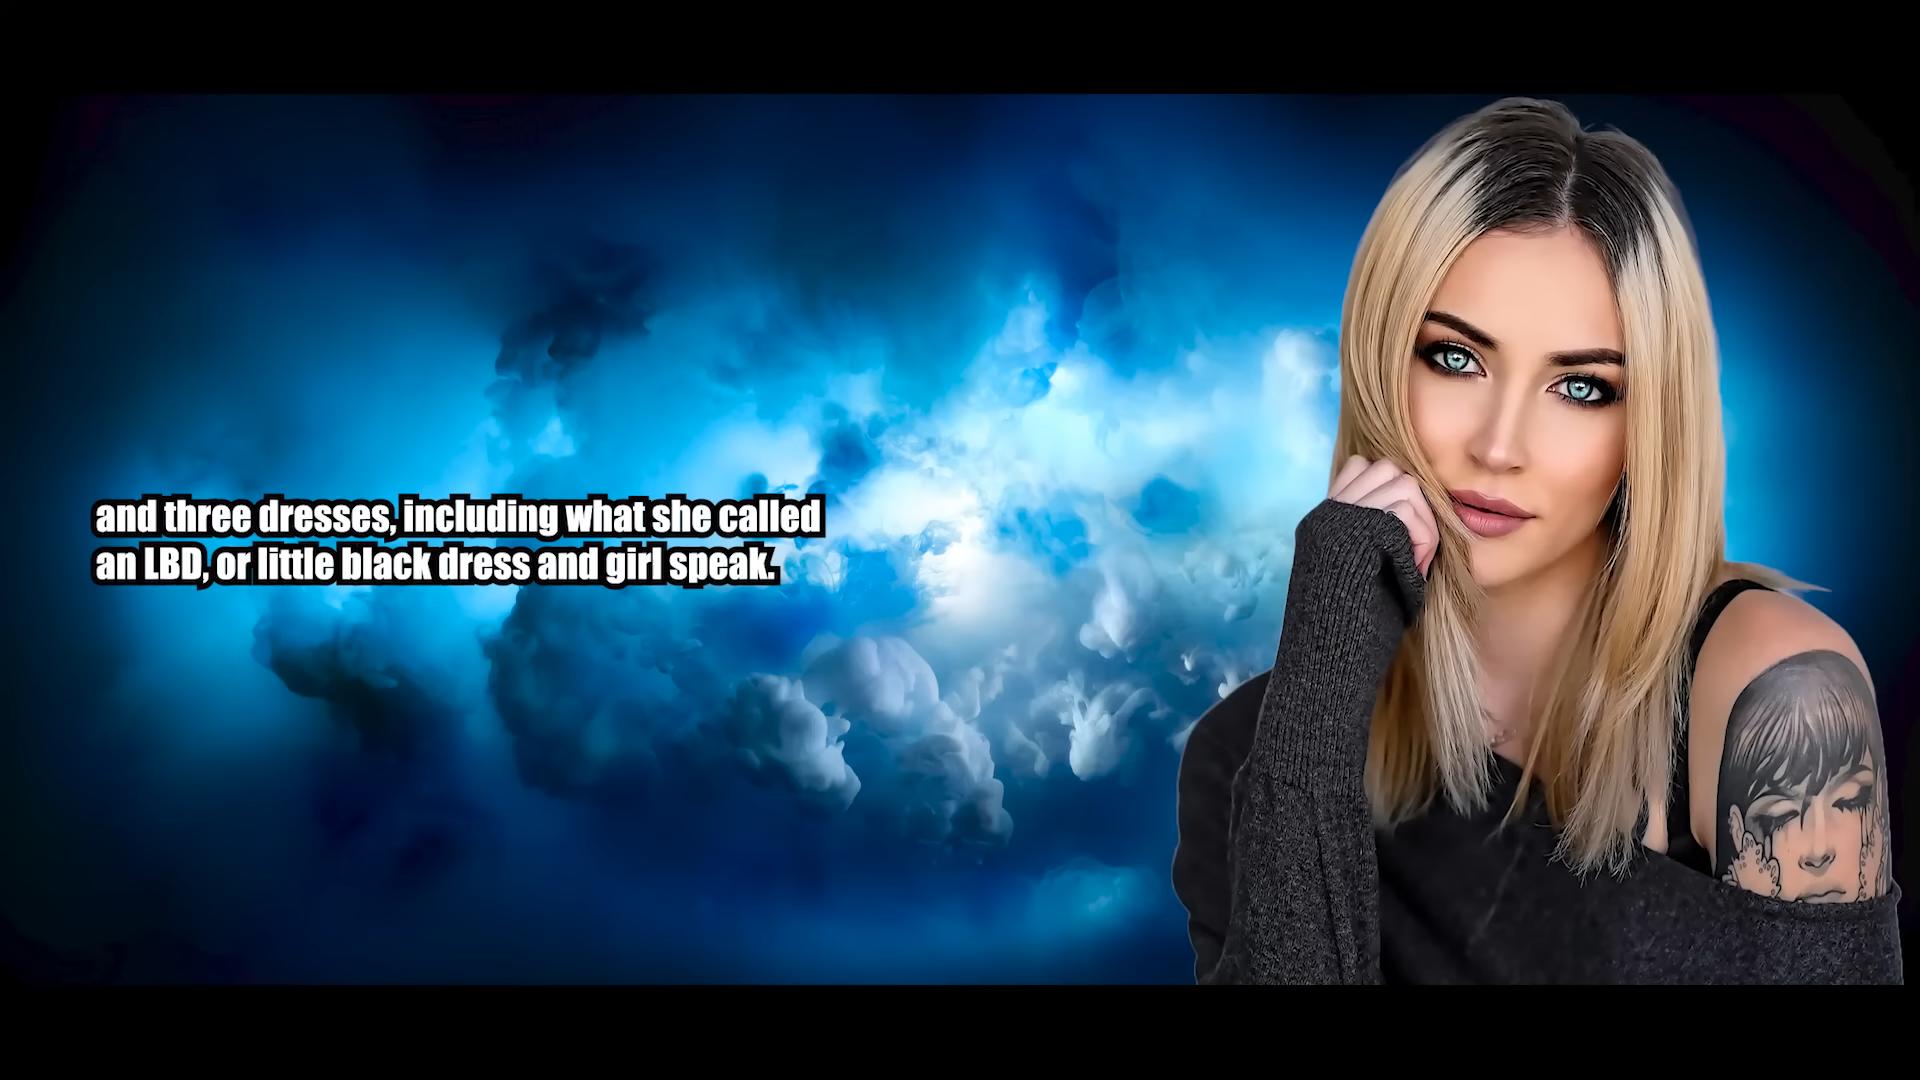 and three dresses, including what she called
an LBD, or little black dress and girl speak.